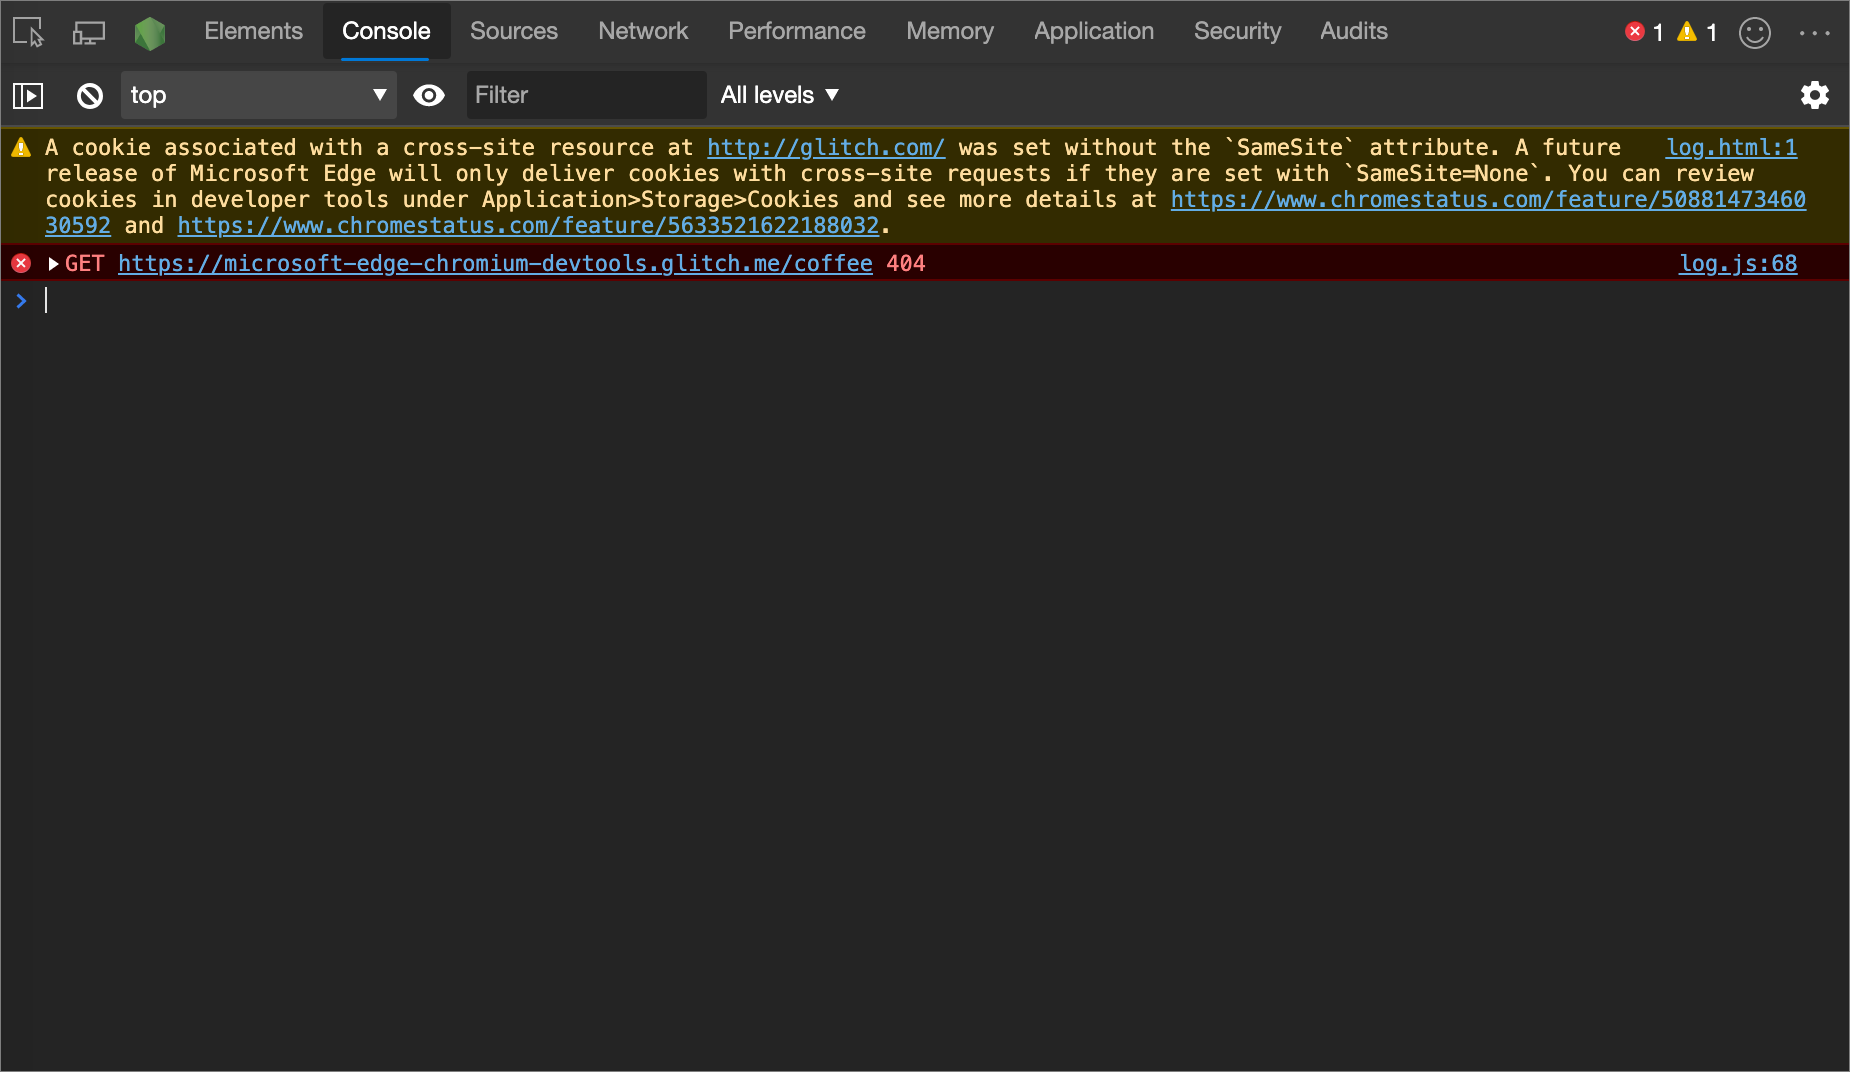 Elements Console Sources Network Performance Memory Application Security Audits 1 1
top Filter All levels
A cookie associated with a cross-site resource at http://glitch.com/ was set without the `SameSite` attribute. A future log.html:1
release of Microsoft Edge will only deliver cookies with cross-site requests if they are set with `SameSite=None`. You can review
cookies in developer tools under Application>Storage>Cookies and see more details at https://www.chromestatus.com/feature/50881473460
30592 and https://www.chromestatus.com/feature/5633521622188032.
GET https://microsoft-edge-chromium-devtools.glitch.me/coffee 404 log.js:68